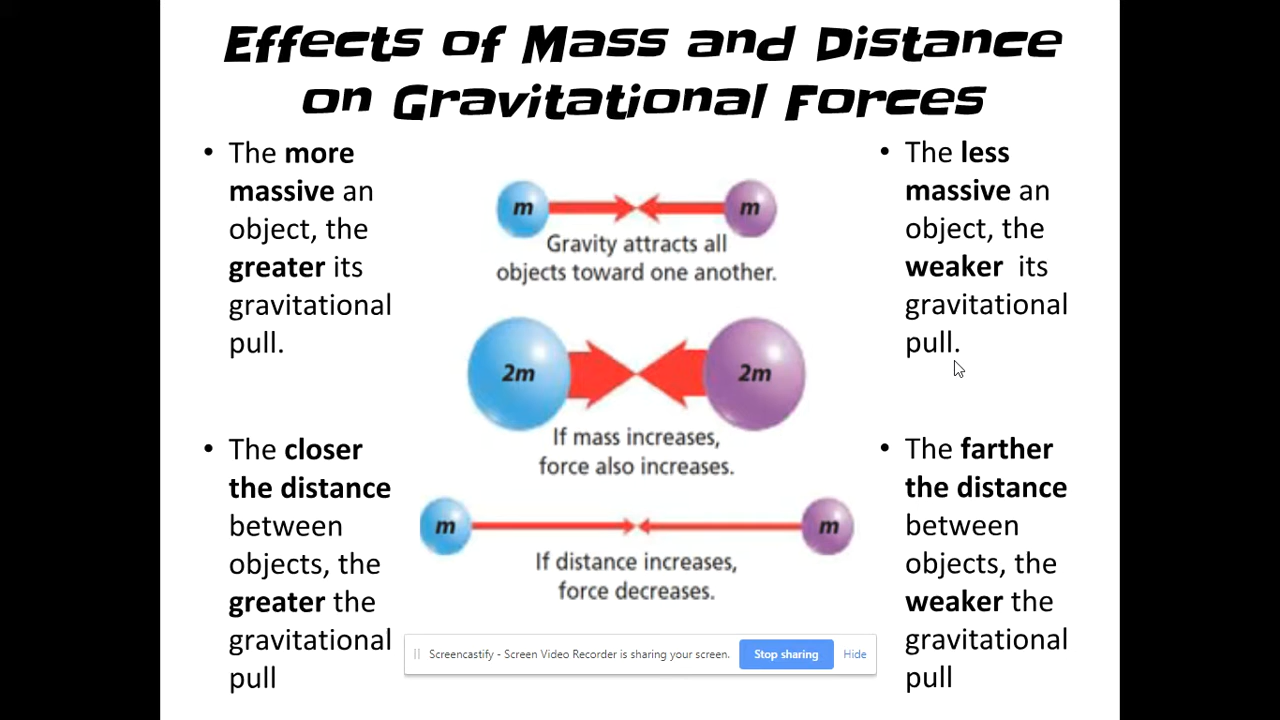 Effects of Mass and Distance
on Gravitational Forces
• The more
massive an
object, the
greater its
gravitational
pull.
• The closer
the distance
between
objects, the
greater the
gravitational
pull
m m
Gravity attracts all
objects toward one another.
2m 2m
If mass increases,
force also increases.
m m
If distance increases,
force decreases.
• The less
massive an
object, the
weaker its
gravitational
pull.
• The farther
the distance
between
objects, the
weaker the
gravitational
pull
Screencastify - Screen Video Recorder is sharing your screen. Stop sharing Hide